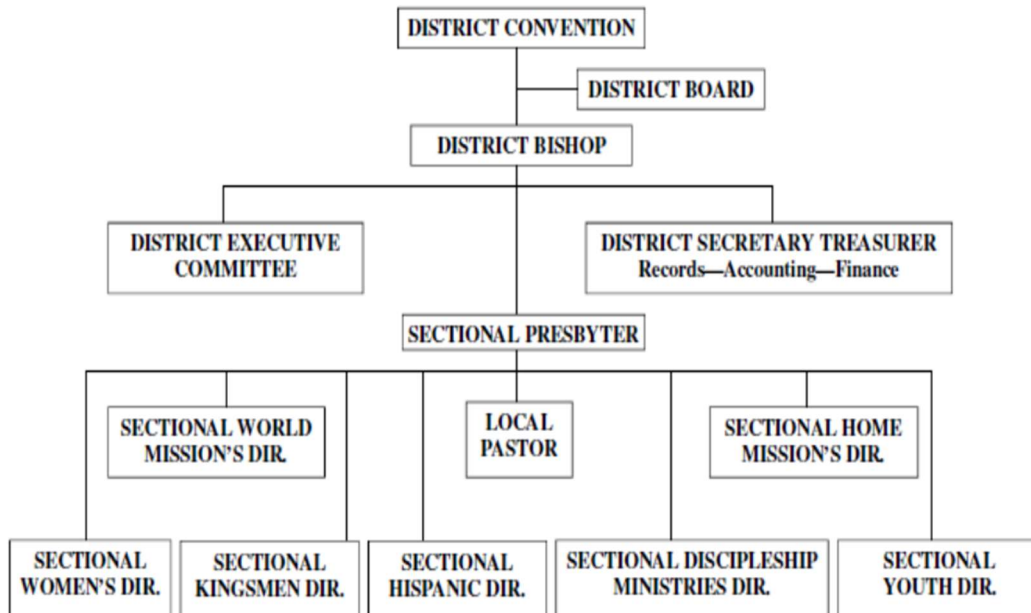 DISTRICT CONVENTION
DISTRICT BOARD
DISTRICT BISHOP
DISTRICT EXECUTIVE
COMMITTEE
DISTRICT SECRETARY TREASURER
Records—Accounting—Finance
SECTIONAL PRESBYTER
SECTIONAL WORLD
MISSION'S DIR.
LOCAL
PASTOR
SECTIONAL HOME
MISSION'S DIR.
SECTIONAL
WOMEN'S DIR.
SECTIONAL
KINGSMEN DIR.
SECTIONAL
HISPANIC DIR.
SECTIONAL DISCIPLESHIP
MINISTRIES DIR.
SECTIONAL
YOUTH DIR.